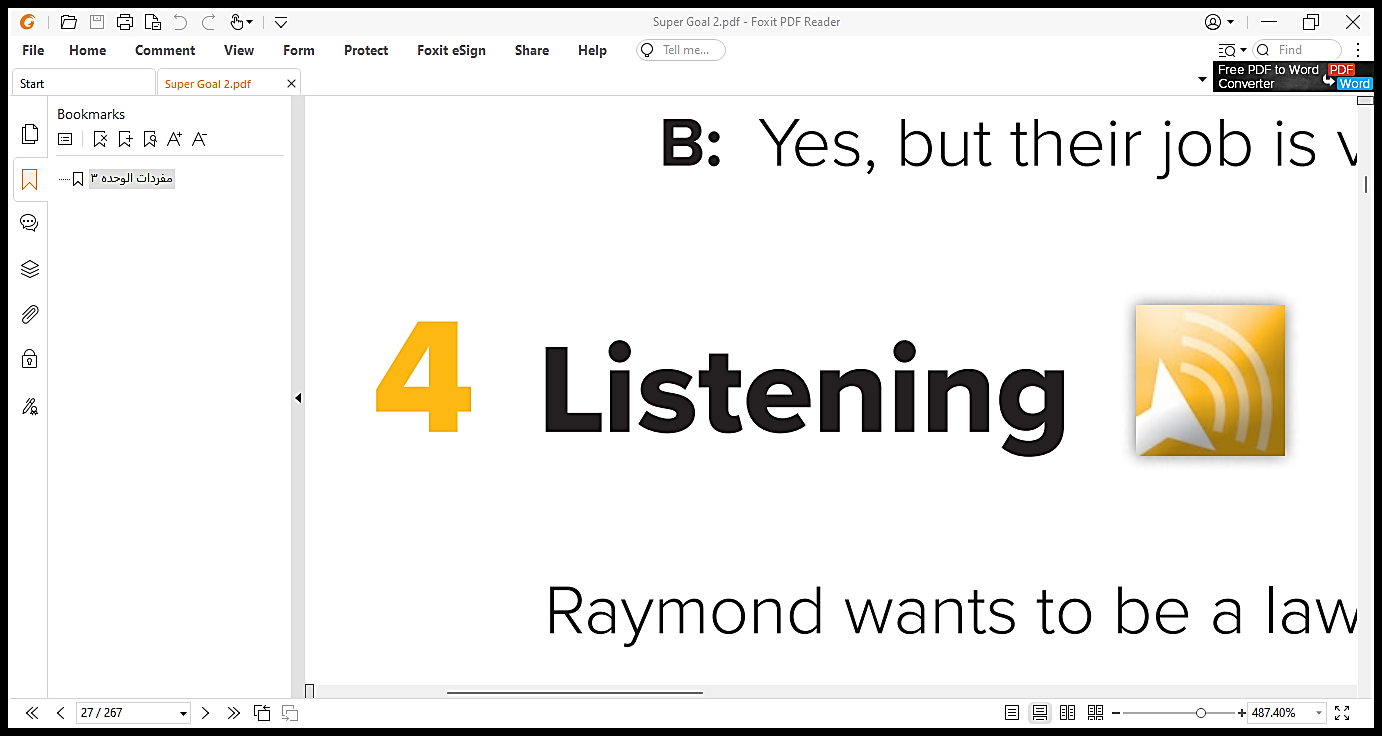 Super Goal 2.pdf - Foxit PDF Reader
File Home Comment View Form Protect Foxit eSign Share Help Tell me... Find
Free PDF to Word Converter PDF Word
Start Super Goal 2.pdf
Bookmarks
A+ A-
مفردات الوحده ٣
B: Yes, but their job is
4 Listening
Raymond wants to be a law
27 / 267 487.40%